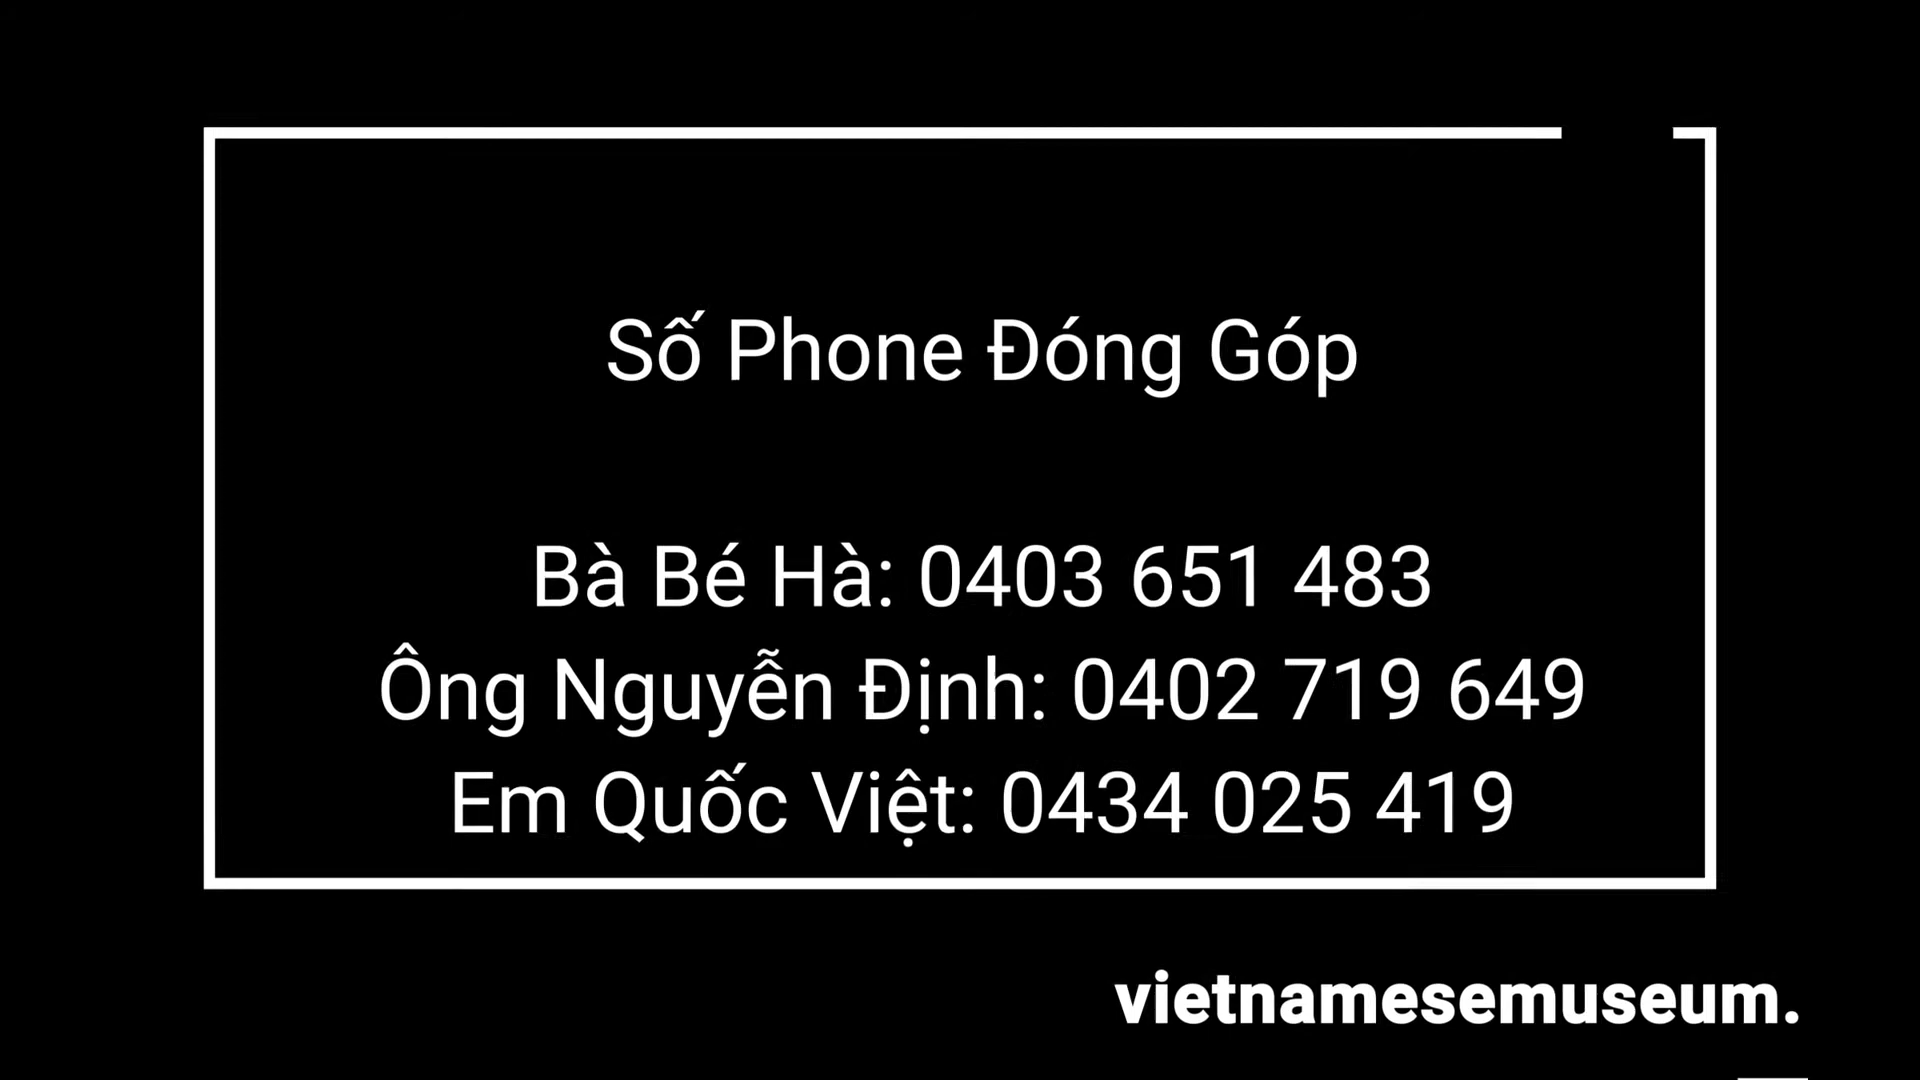 Số Phone Đóng Góp
Bà Bé Hà: 0403 651 483
Ông Nguyễn Định: 0402 719 649
Em Quốc Việt: 0434 025 419
vietnamesemuseum.